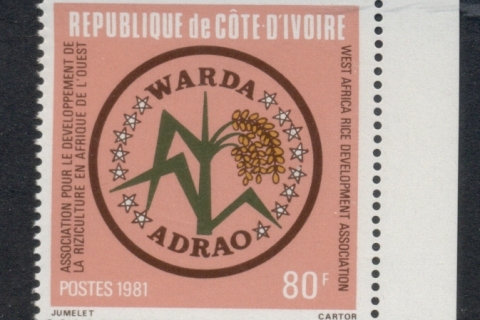 REPUBLIQUE de CÔTE-D'IVOIRE
ASSOCIATION POUR LE DEVELOPPEMENT DE
LA RIZICULTURE EN AFRIQUE DE L'OUEST
WARDA
ADRAO
WEST AFRICA RICE DEVELOPMENT ASSOCIATION
POSTES 1981
80F
JUMELET
CARTOR